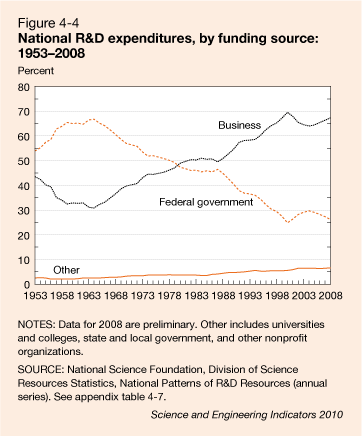 Figure 4-4
National R&D expenditures, by funding source:
1953–2008
Percent
80
70
60
50
40
30
20
10
0
Business
Federal government
Other
1953 1958 1963 1968 1973 1978 1983 1988 1993 1998 2003 2008
NOTES: Data for 2008 are preliminary. Other includes universities
and colleges, state and local government, and other nonprofit
organizations.
SOURCE: National Science Foundation, Division of Science
Resources Statistics, National Patterns of R&D Resources (annual
series). See appendix table 4-7.
Science and Engineering Indicators 2010